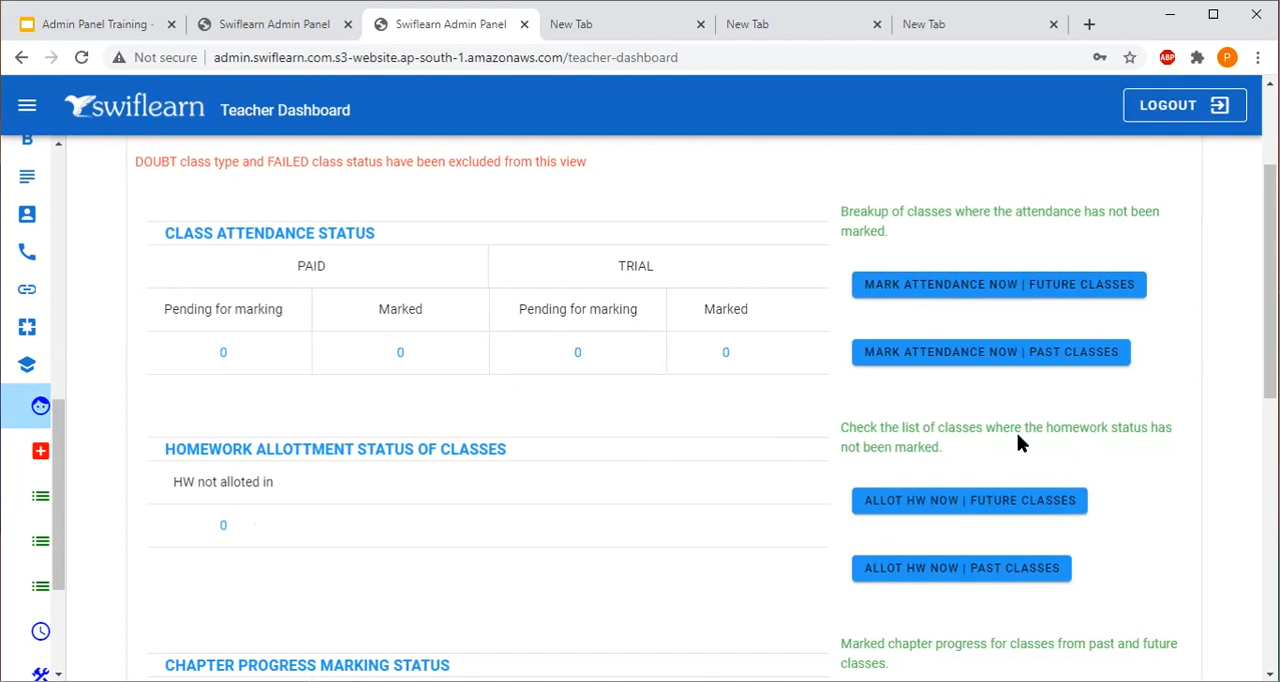 Admin Panel Training -
Swiflearn Admin Panel
Swiflearn Admin Panel
New Tab
New Tab
New Tab
Not secure
admin.swiflearn.com.s3-website.ap-south-1.amazonaws.com/teacher-dashboard
ABP
P
swiflearn
Teacher Dashboard
LOGOUT
B
DOUBT class type and FAILED class status have been excluded from this view
CLASS ATTENDANCE STATUS
PAID
TRIAL
Pending for marking
Marked
Pending for marking
Marked
0
0
0
0
Breakup of classes where the attendance has not been
marked.
MARK ATTENDANCE NOW | FUTURE CLASSES
MARK ATTENDANCE NOW | PAST CLASSES
HOMEWORK ALLOTTMENT STATUS OF CLASSES
HW not alloted in
0
Check the list of classes where the homework status has
not been marked.
ALLOT HW NOW | FUTURE CLASSES
ALLOT HW NOW | PAST CLASSES
CHAPTER PROGRESS MARKING STATUS
Marked chapter progress for classes from past and future
classes.